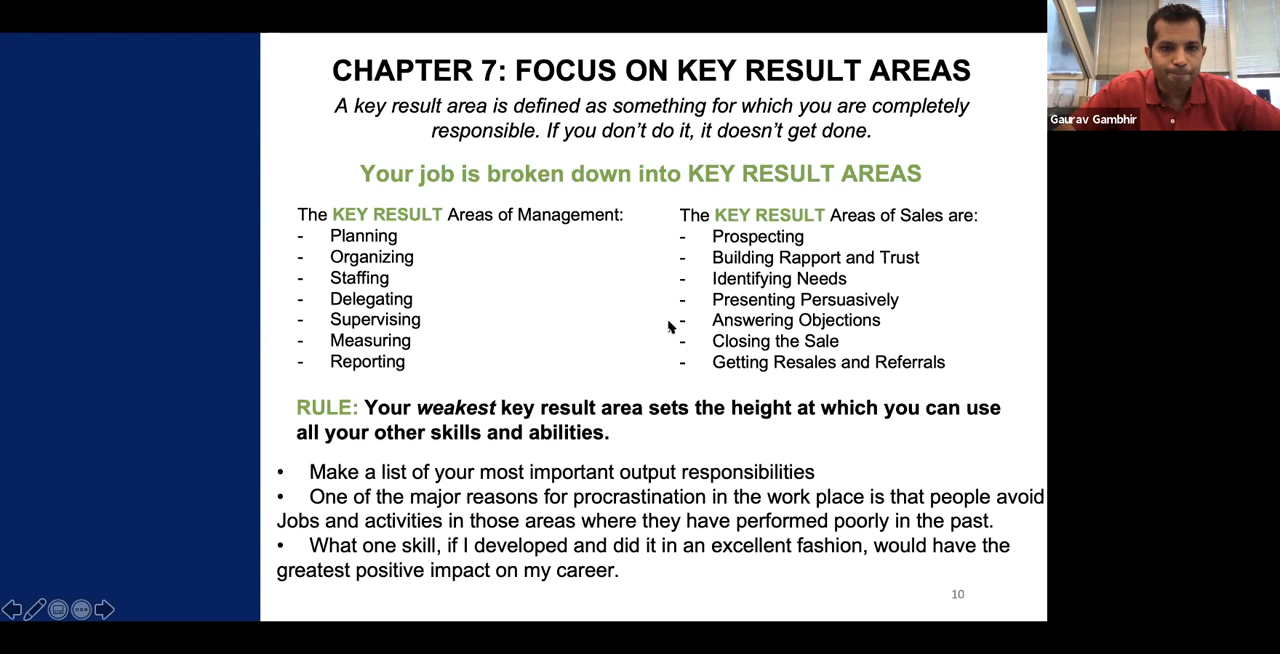 CHAPTER 7: FOCUS ON KEY RESULT AREAS
A key result area is defined as something for which you are completely
responsible. If you don't do it, it doesn't get done.
Your job is broken down into KEY RESULT AREAS
The KEY RESULT Areas of Management:
- Planning
- Organizing
- Staffing
- Delegating
- Supervising
- Measuring
- Reporting
The KEY RESULT Areas of Sales are:
- Prospecting
- Building Rapport and Trust
- Identifying Needs
- Presenting Persuasively
- Answering Objections
- Closing the Sale
- Getting Resales and Referrals
RULE: Your weakest key result area sets the height at which you can use
all your other skills and abilities.
• Make a list of your most important output responsibilities
• One of the major reasons for procrastination in the work place is that people avoid
Jobs and activities in those areas where they have performed poorly in the past.
• What one skill, if I developed and did it in an excellent fashion, would have the
greatest positive impact on my career.
10
Gaurav Gambhir